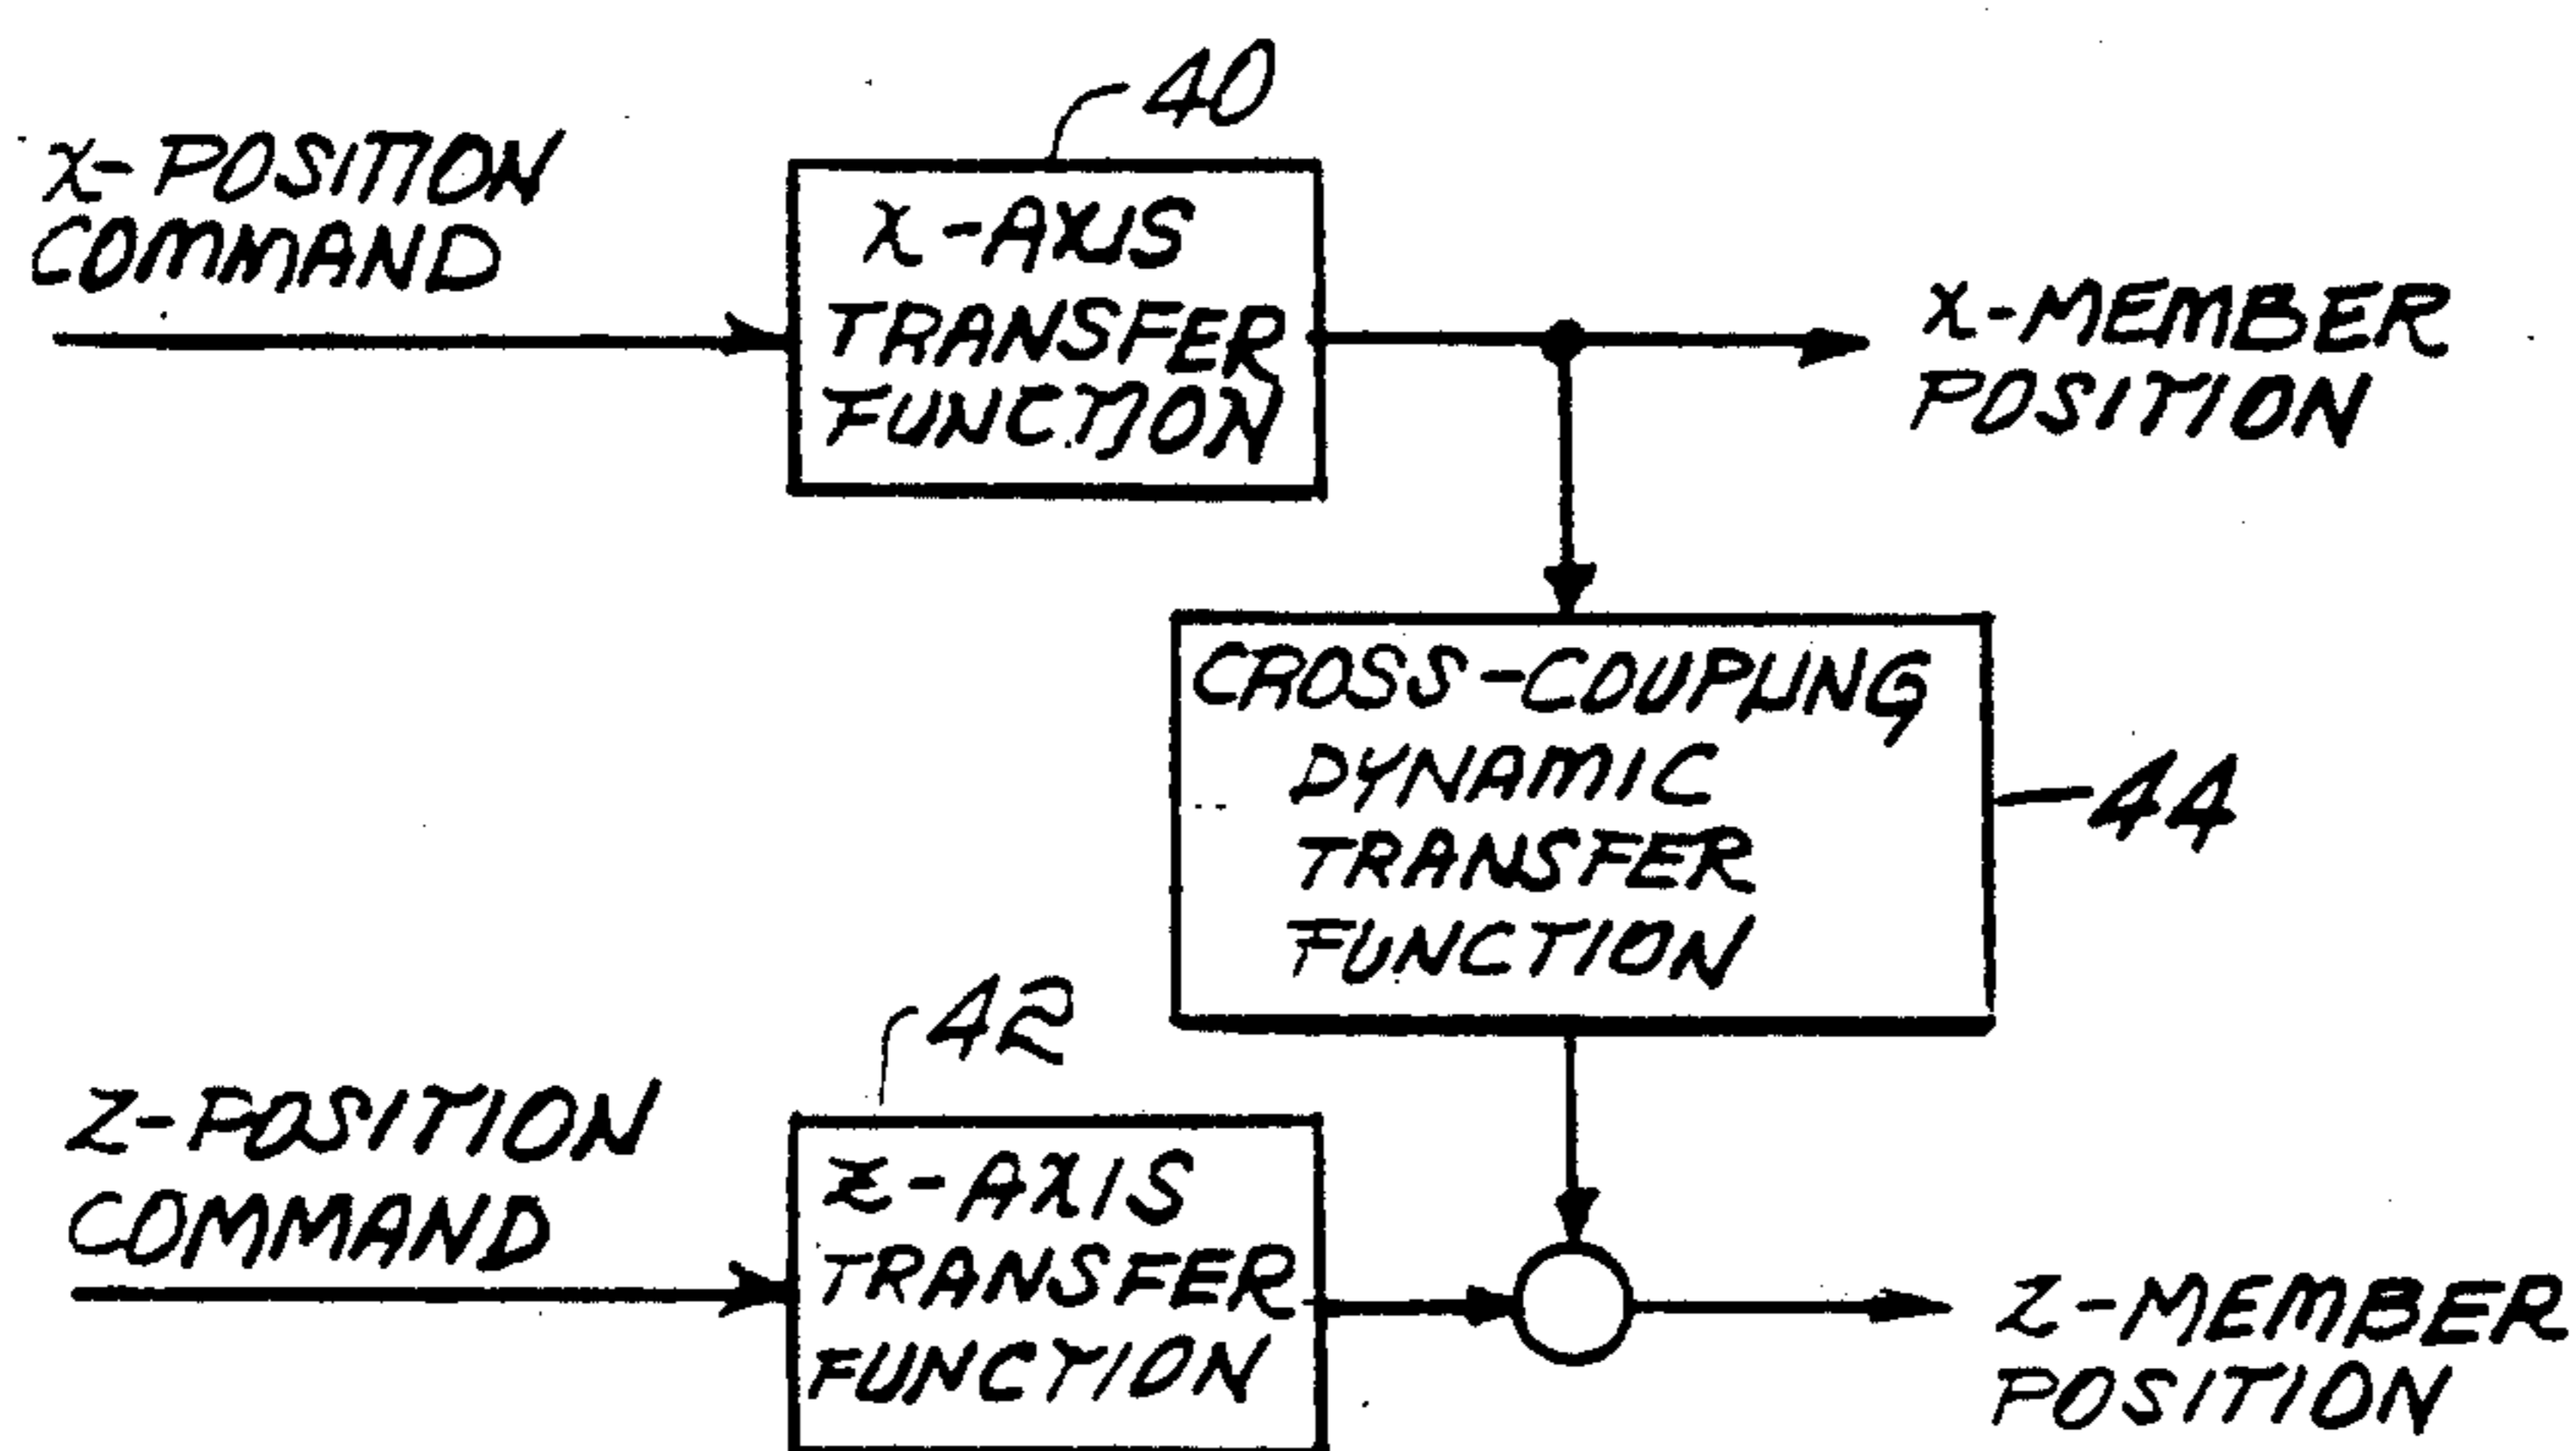 40
X-POSITION
COMMAND
X-AXIS
TRANSFER
FUNCTION
X-MEMBER
POSITION
CROSS-COUPLING
DYNAMIC
TRANSFER
FUNCTION
44
42
Z-POSITION
COMMAND
Z-AXIS
TRANSFER
FUNCTION
Z-MEMBER
POSITION